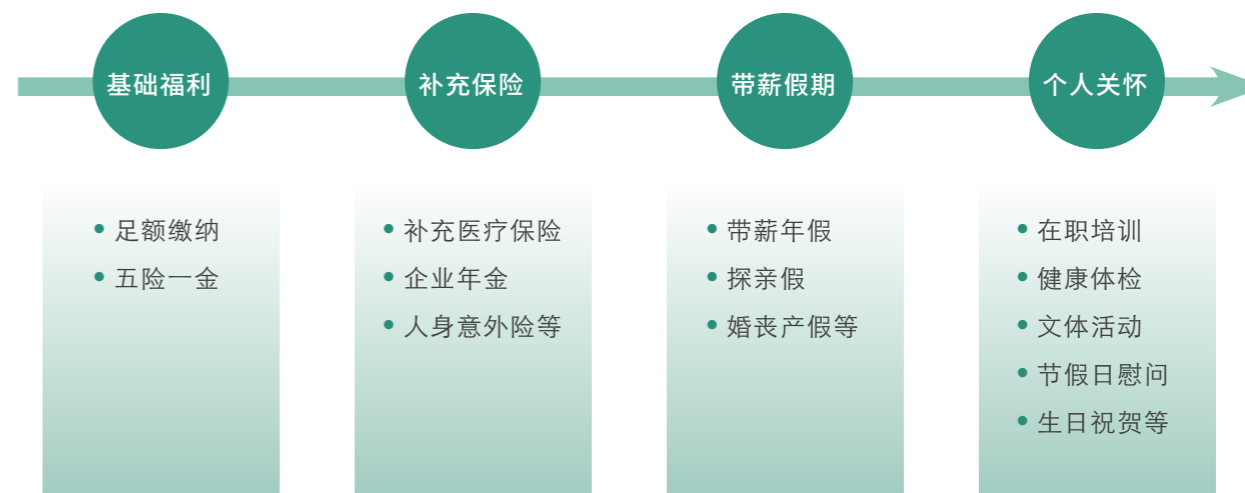 基础福利
补充保险
带薪假期
个人关怀
足额缴纳
五险一金
补充医疗保险
企业年金
人身意外险等
带薪年假
探亲假
婚丧产假等
在职培训
健康体检
文体活动
节假日慰问
生日祝贺等